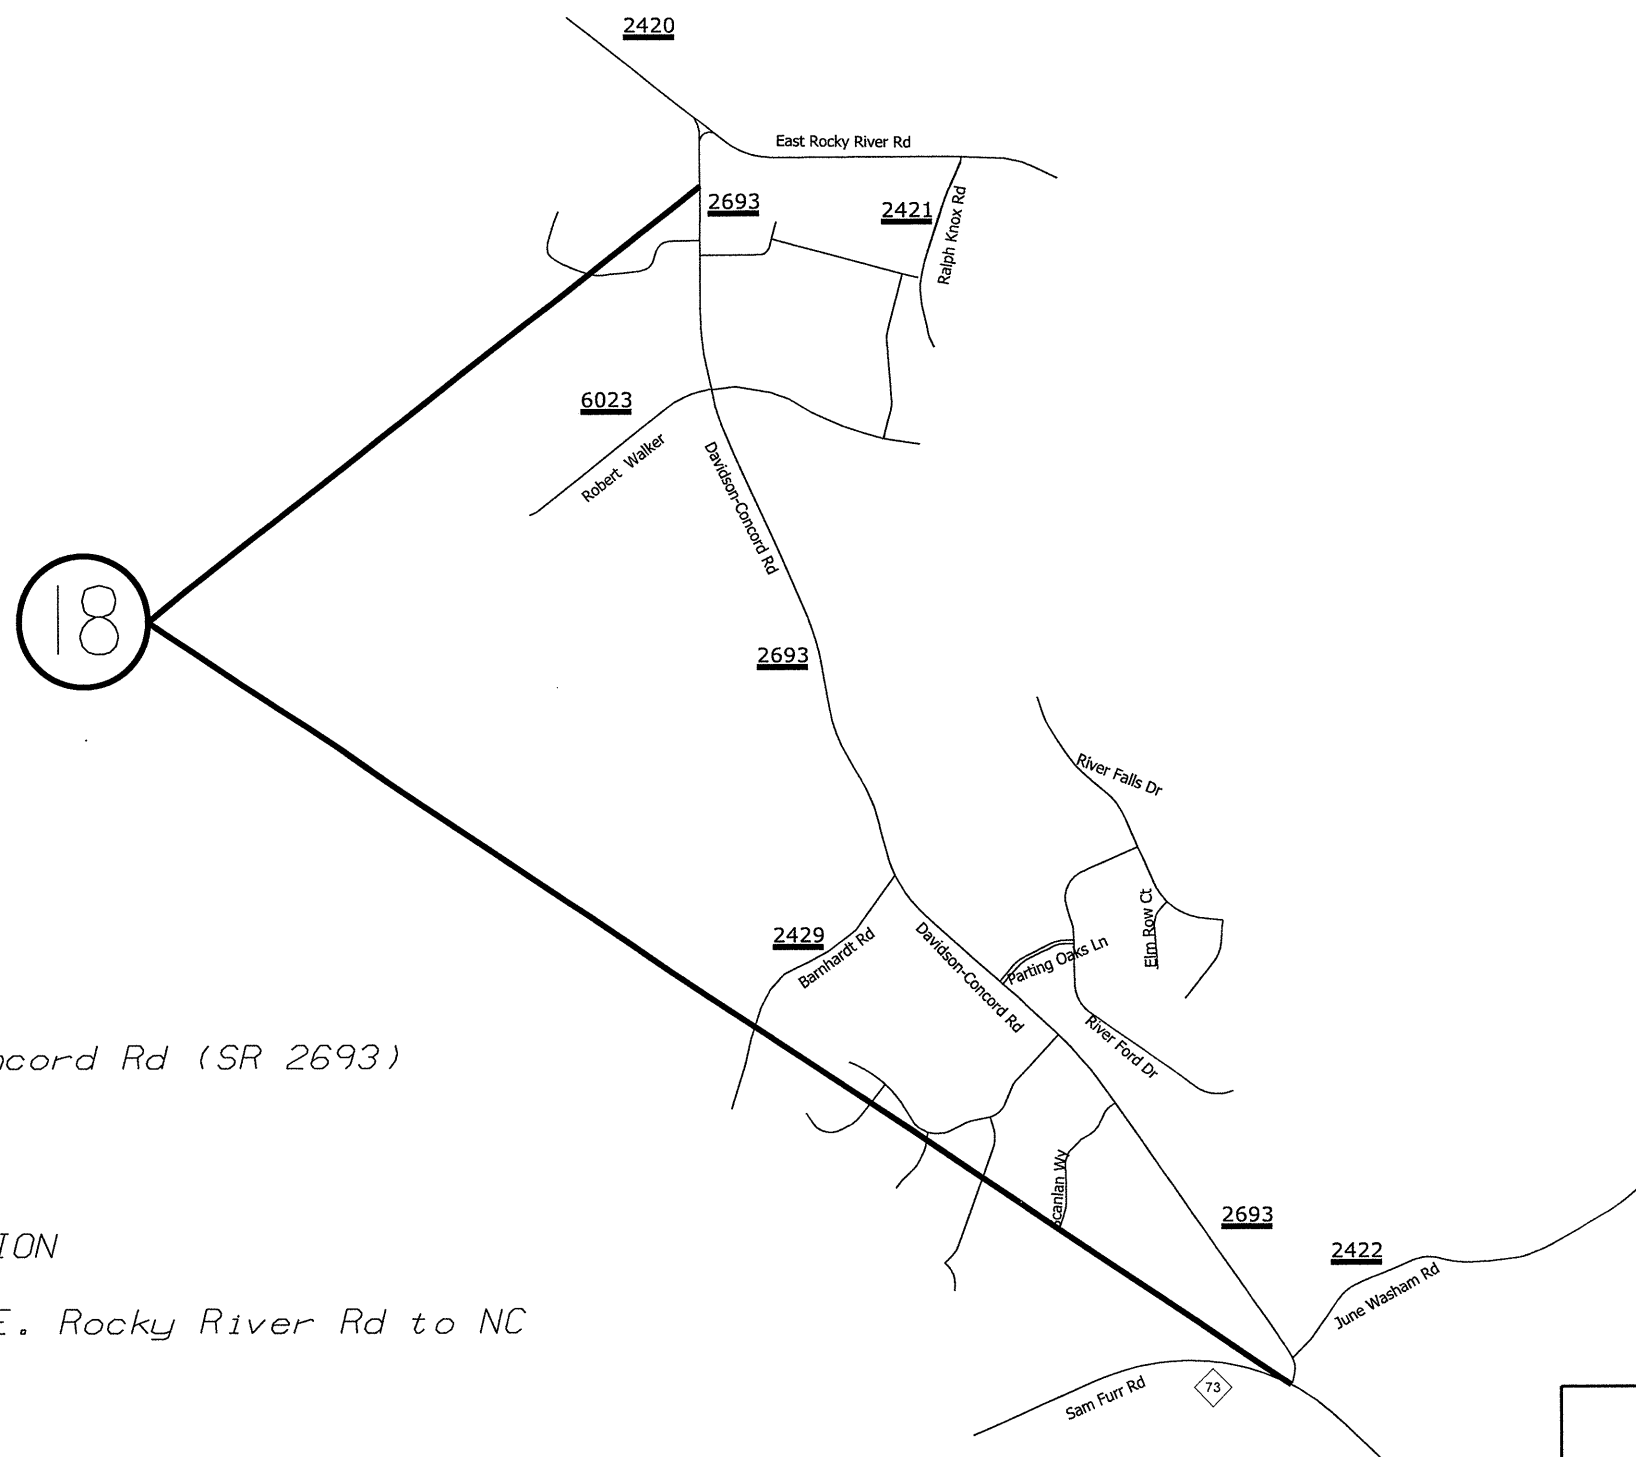 2420
East Rocky River Rd
2693
2421
Ralph Knox Rd
6023
Robert Walker
Davidson-Concord Rd
18
2693
River Falls Dr
2429
Barnhardt Rd
Davidson-Concord Rd
Parting Oaks Ln
Elm Row Ct
River Ford Dr
ncord Rd (SR 2693)
Scanlan Wy
2693
2422
June Washam Rd
ION
E. Rocky River Rd to NC
Sam Furr Rd
73